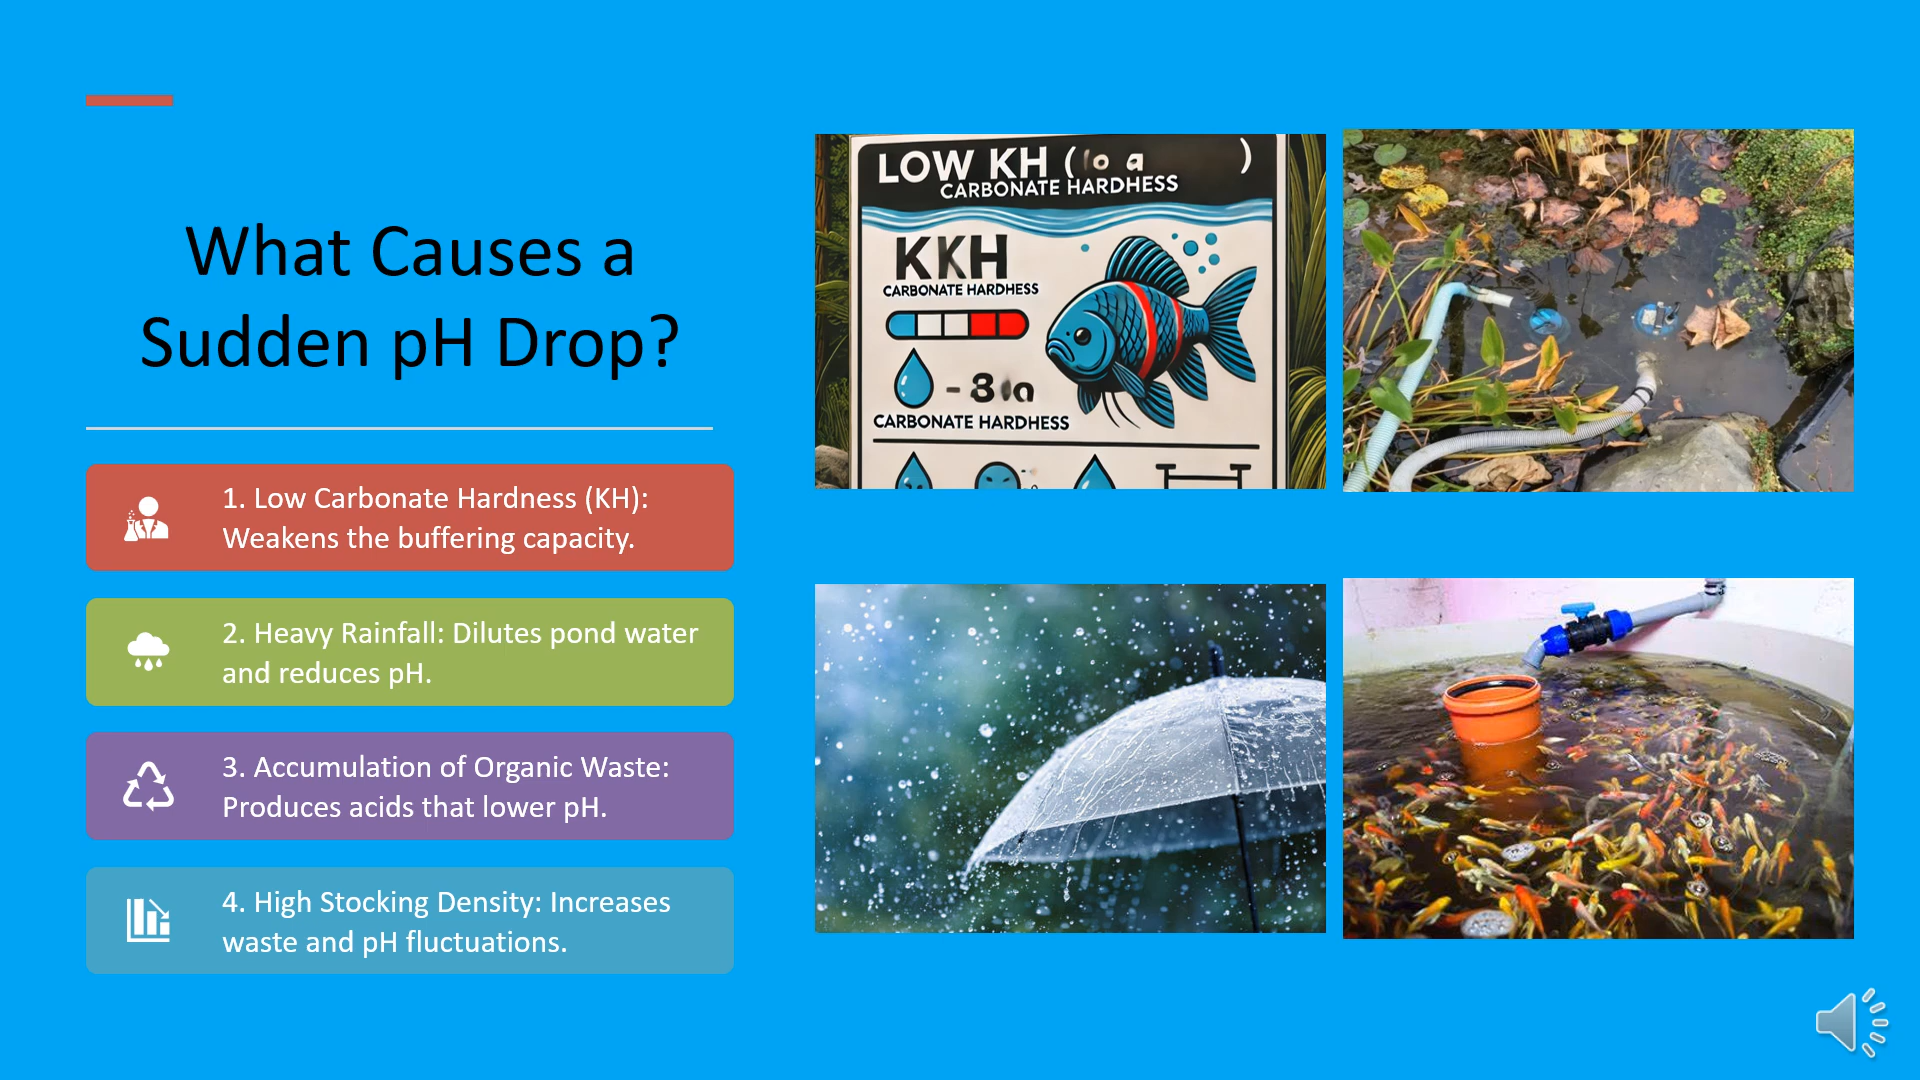 What Causes a
Sudden pH Drop?
1. Low Carbonate Hardness (KH):
Weakens the buffering capacity.
2. Heavy Rainfall: Dilutes pond water
and reduces pH.
3. Accumulation of Organic Waste:
Produces acids that lower pH.
4. High Stocking Density: Increases
waste and pH fluctuations.
LOW KH (
)
CARBONATE HARDHESS
KKH
CARBONATE HARDHESS
CARBONATE HARDHESS